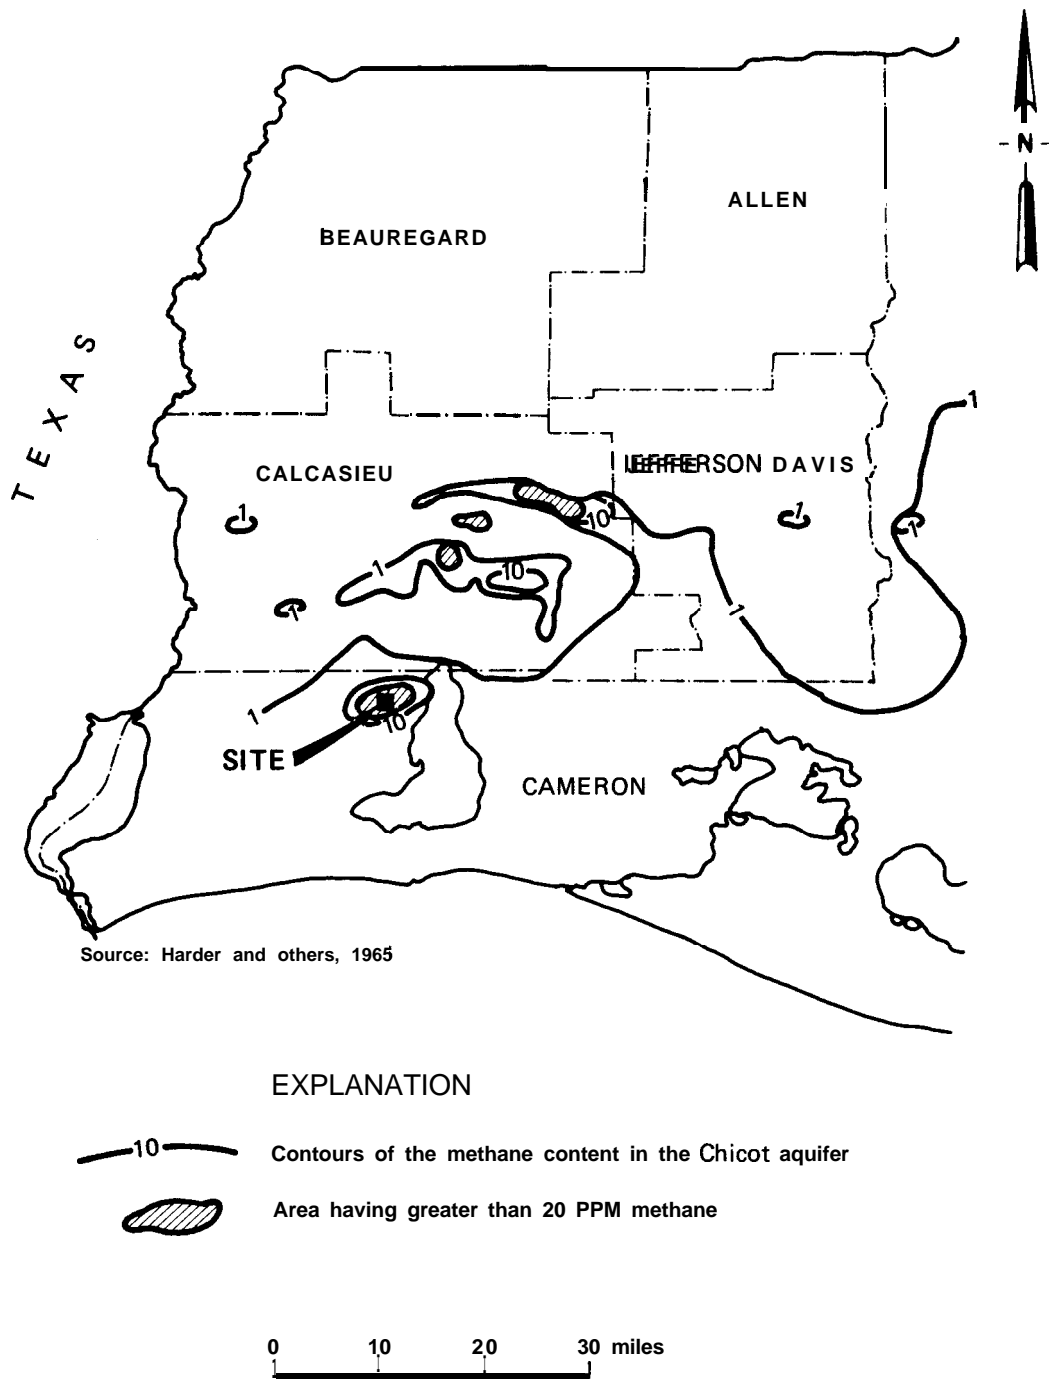 N
ALLEN
BEAUREGARD
TEXAS
1
CALCASIEU
JEFFERSON DAVIS
1
1
1
10
1
10
1
1
1
10
SITE
CAMERON
Source: Harder and others, 1965
EXPLANATION
10
Contours of the methane content in the Chicot aquifer
Area having greater than 20 PPM methane
0 10 20 30 miles